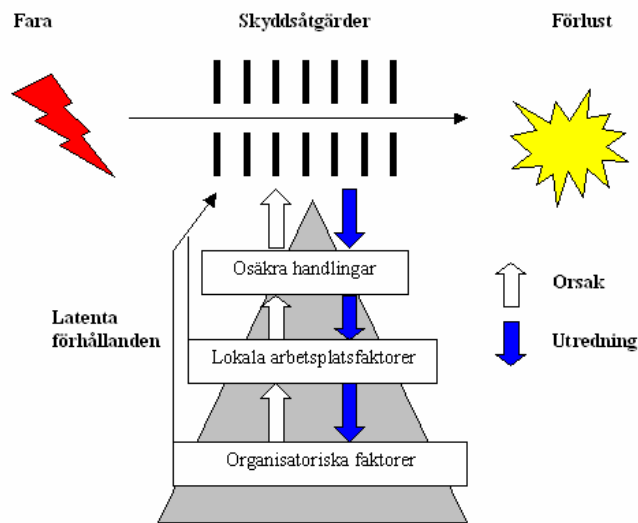 Fara
Skyddsåtgärder
Förlust
Osäkra handlingar
Orsak
Latenta
förhållanden
Utredning
Lokala arbetsplatsfaktorer
Organisatoriska faktorer